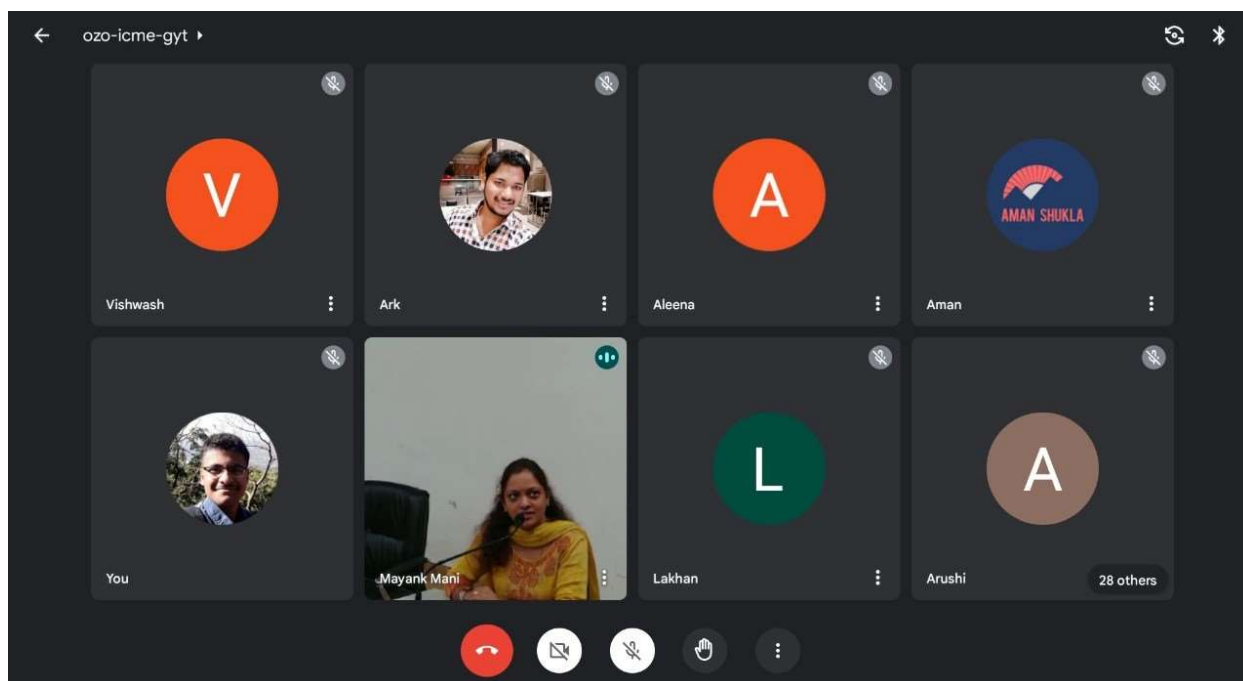 ozo-icme-gyt
V
Vishwash
Ark
A
Aleena
AMAN SHUKLA
Aman
You
Mayank Mani
L
Lakhan
A
Arushi
28 others